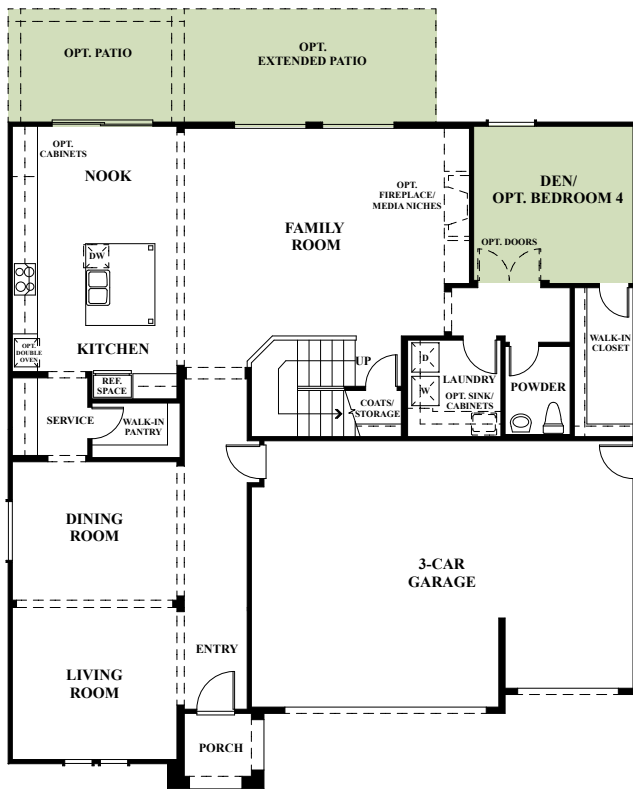 OPT. PATIO
OPT.
EXTENDED PATIO
OPT.
CABINETS
NOOK
DEN/
OPT. BEDROOM 4
OPT.
FIREPLACE/
MEDIA NICHES
FAMILY
ROOM
OPT. DOORS
DW
OPT.
DOUBLE
OVEN
KITCHEN
UP
D
WALK-IN
CLOSET
REF.
SPACE
LAUNDRY
POWDER
W
OPT. SINK/
CABINETS
COATS/
STORAGE
SERVICE
WALK-IN
PANTRY
DINING
ROOM
3-CAR
GARAGE
ENTRY
LIVING
ROOM
PORCH